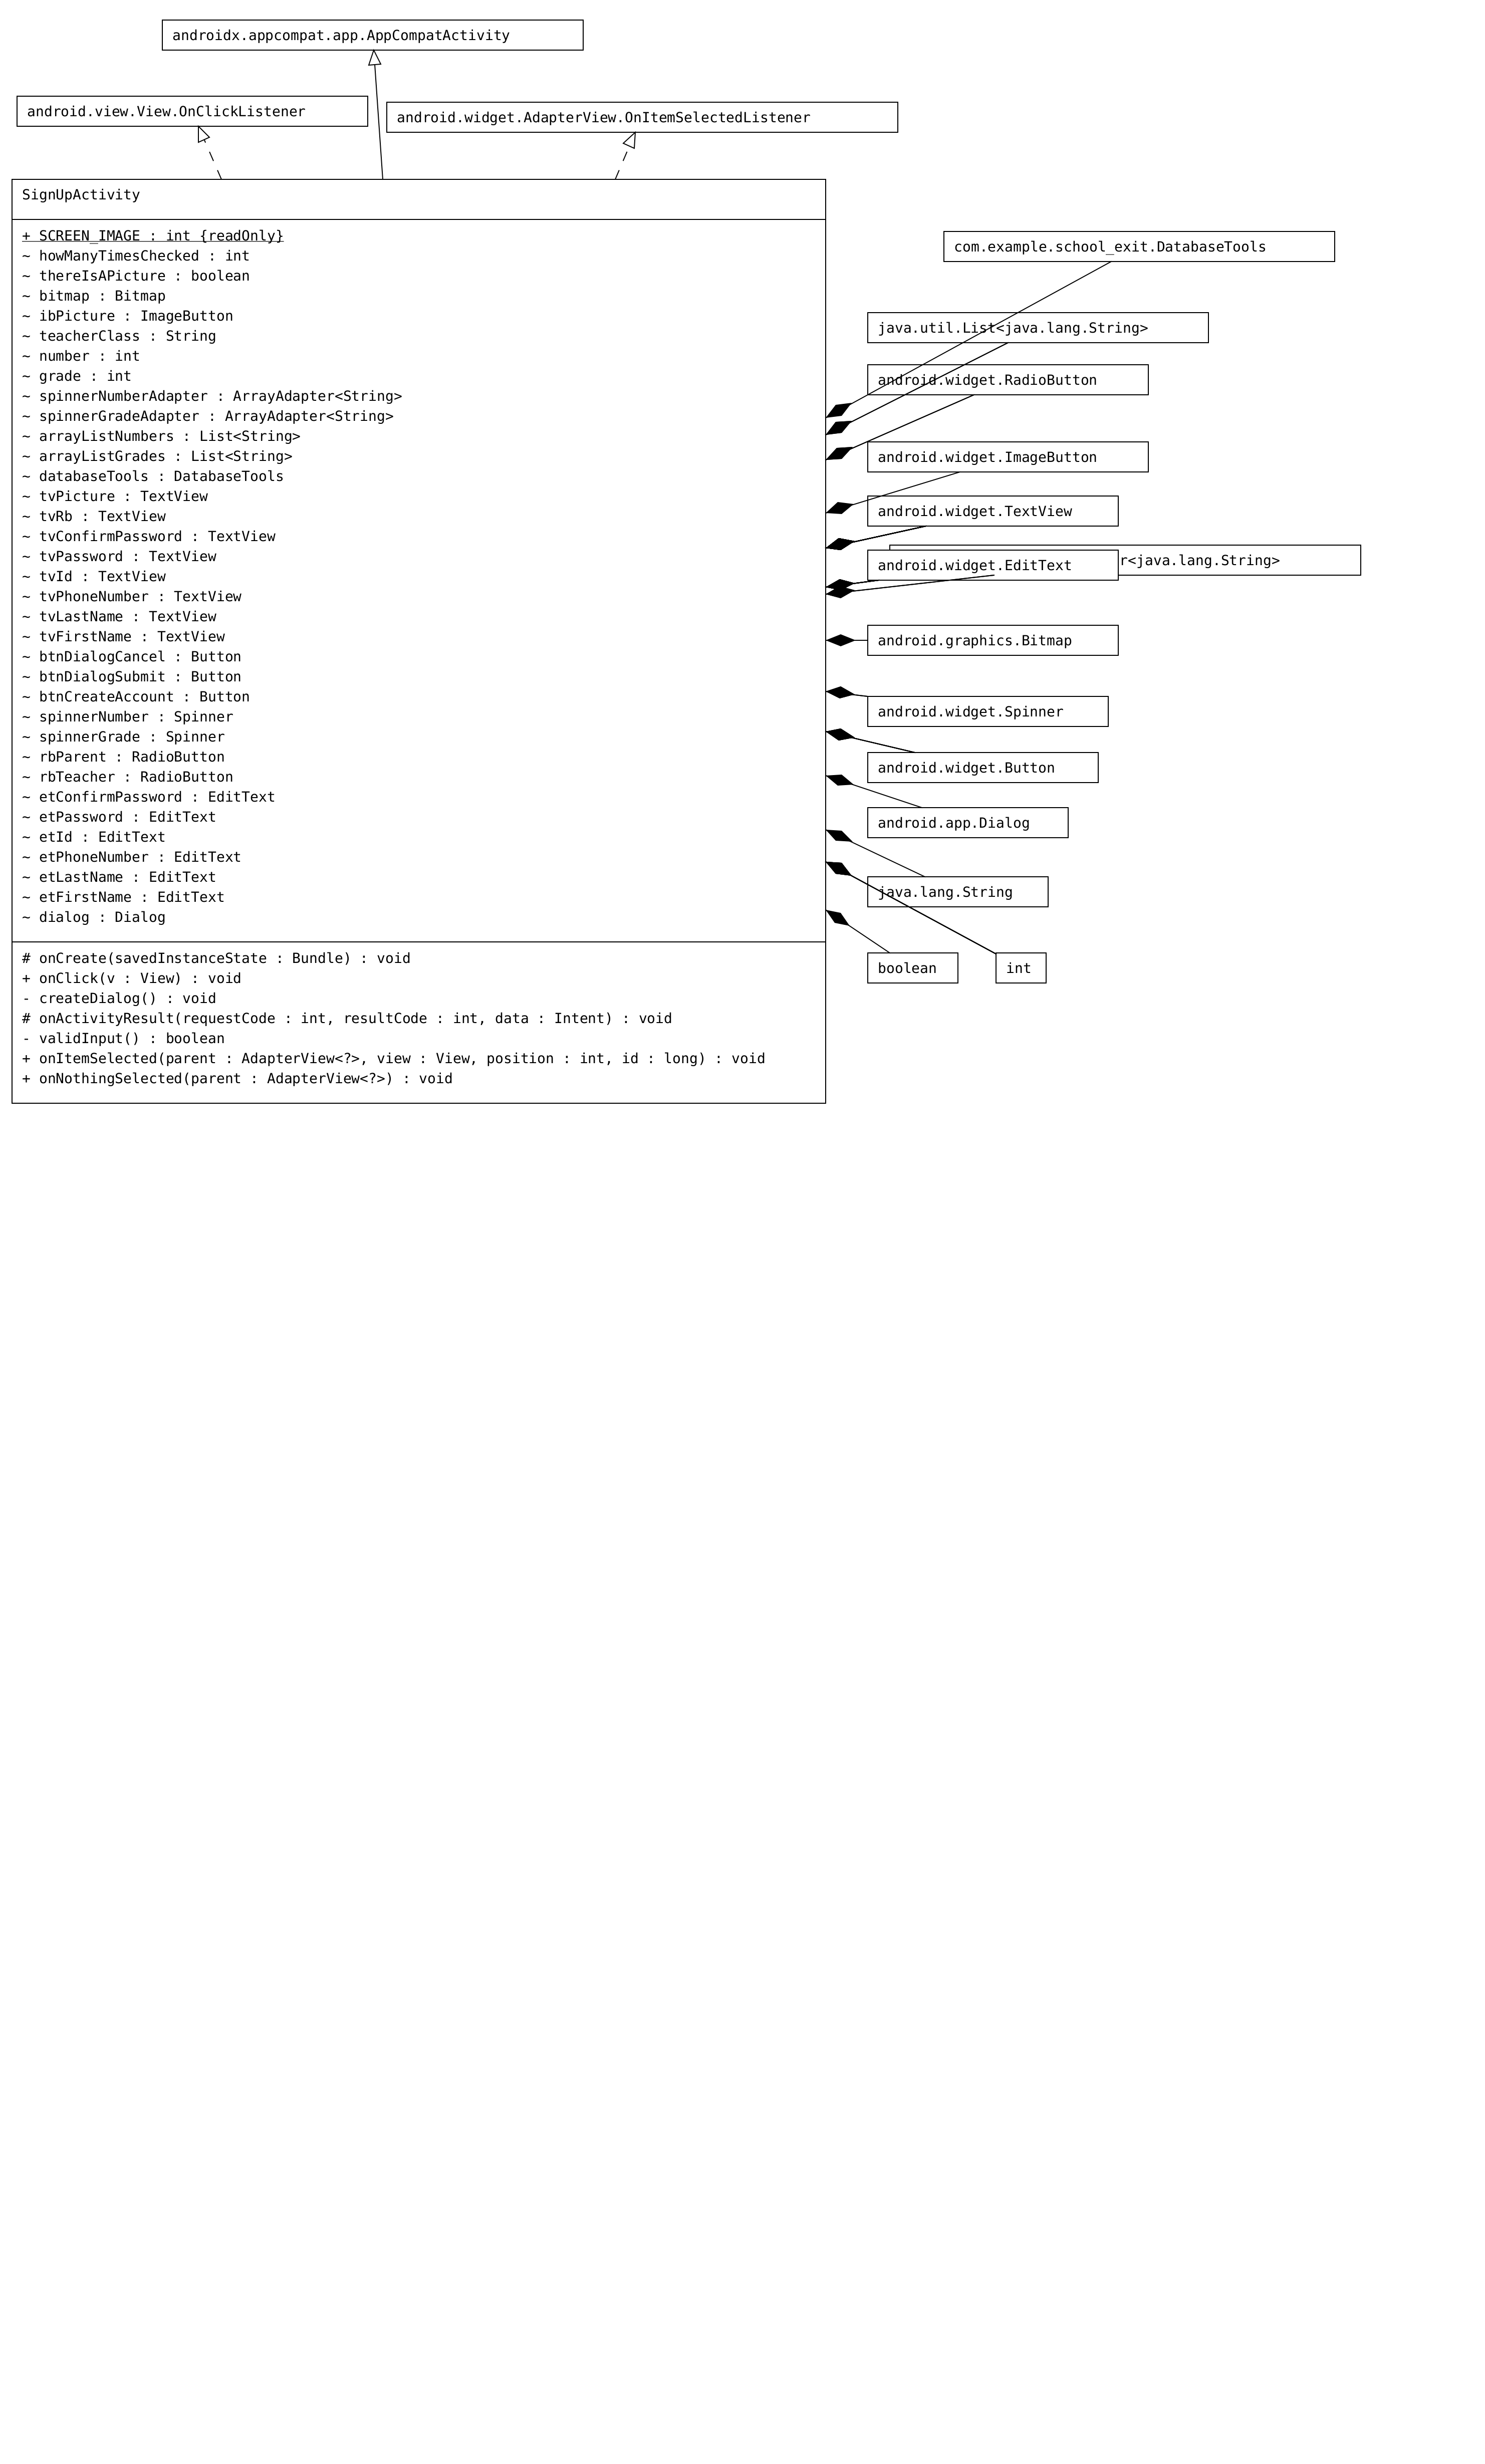 androidx.appcompat.app.AppCompatActivity
android.view.View.OnClickListener
android.widget.AdapterView.OnItemSelectedListener
SignUpActivity
+ SCREEN_IMAGE : int {readOnly}
~ howManyTimesChecked : int
~ thereIsAPicture : boolean
~ bitmap : Bitmap
~ ibPicture : ImageButton
~ teacherClass : String
~ number : int
~ grade : int
~ spinnerNumberAdapter : ArrayAdapter<String>
~ spinnerGradeAdapter : ArrayAdapter<String>
~ arrayListNumbers : List<String>
~ arrayListGrades : List<String>
~ databaseTools : DatabaseTools
~ tvPicture : TextView
~ tvRb : TextView
~ tvConfirmPassword : TextView
~ tvPassword : TextView
~ tvId : TextView
~ tvPhoneNumber : TextView
~ tvLastName : TextView
~ tvFirstName : TextView
~ btnDialogCancel : Button
~ btnDialogSubmit : Button
~ btnCreateAccount : Button
~ spinnerNumber : Spinner
~ spinnerGrade : Spinner
~ rbParent : RadioButton
~ rbTeacher : RadioButton
~ etConfirmPassword : EditText
~ etPassword : EditText
~ etId : EditText
~ etPhoneNumber : EditText
~ etLastName : EditText
~ etFirstName : EditText
~ dialog : Dialog
# onCreate(savedInstanceState : Bundle) : void
+ onClick(v : View) : void
- createDialog() : void
# onActivityResult(requestCode : int, resultCode : int, data : Intent) : void
- validInput() : boolean
+ onItemSelected(parent : AdapterView<?>, view : View, position : int, id : long) : void
+ onNothingSelected(parent : AdapterView<?>) : void
com.example.school_exit.DatabaseTools
java.util.List<java.lang.String>
android.widget.RadioButton
android.widget.ImageButton
android.widget.TextView
r<java.lang.String>
android.widget.EditText
android.graphics.Bitmap
android.widget.Spinner
android.widget.Button
android.app.Dialog
java.lang.String
boolean
int